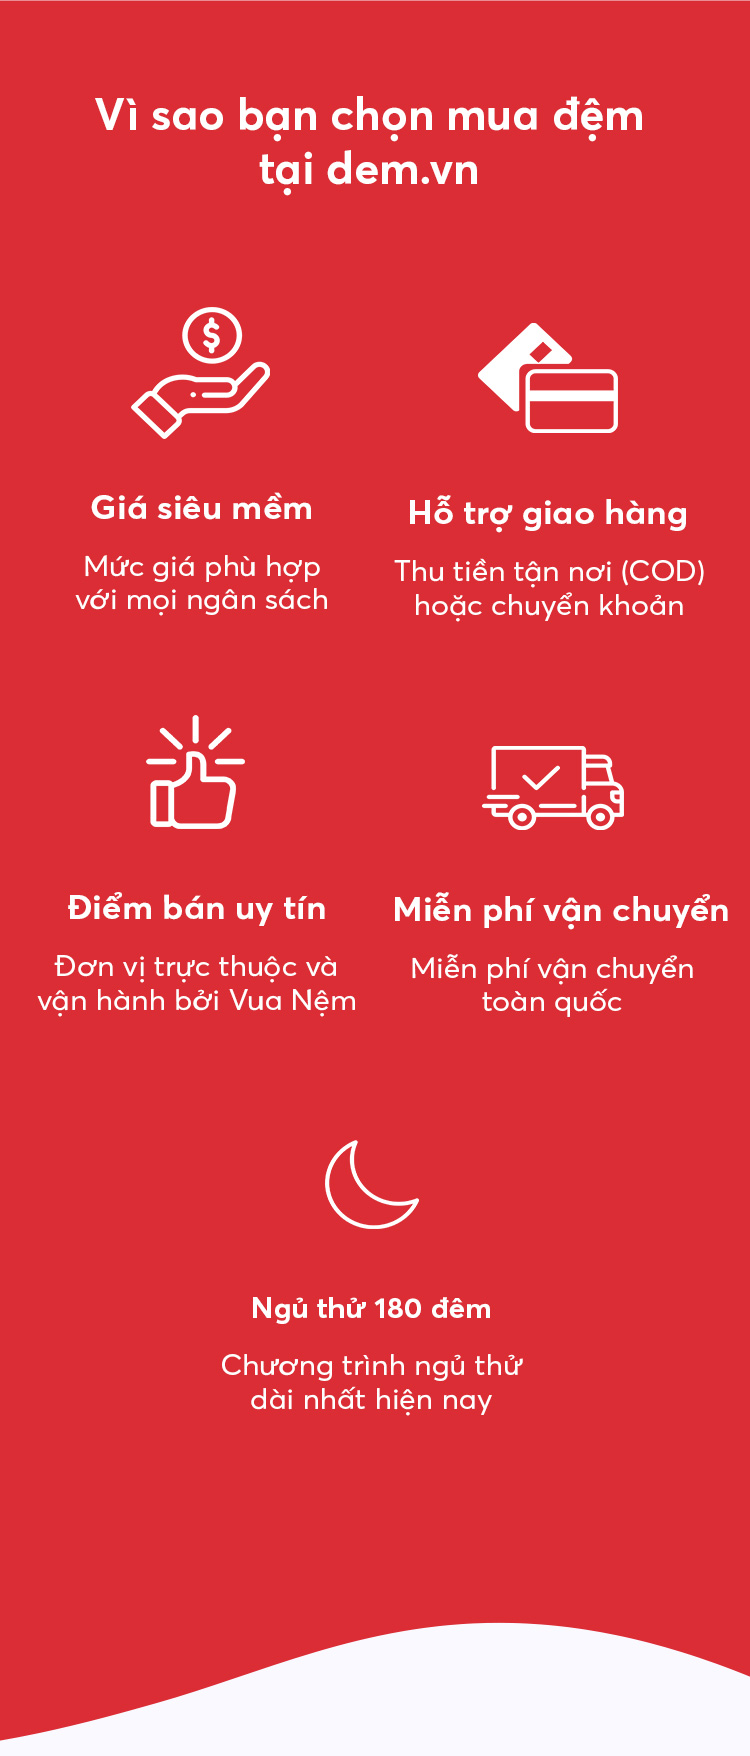 Vì sao bạn chọn mua đệm
tại dem.vn
$
Giá siêu mềm
Mức giá phù hợp
với mọi ngân sách
Hỗ trợ giao hàng
Thu tiền tận nơi (COD)
hoặc chuyển khoản
Điểm bán uy tín
Đơn vị trực thuộc và
vận hành bởi Vua Nệm
Miễn phí vận chuyển
Miễn phí vận chuyển
toàn quốc
Ngủ thử 180 đêm
Chương trình ngủ thử
dài nhất hiện nay